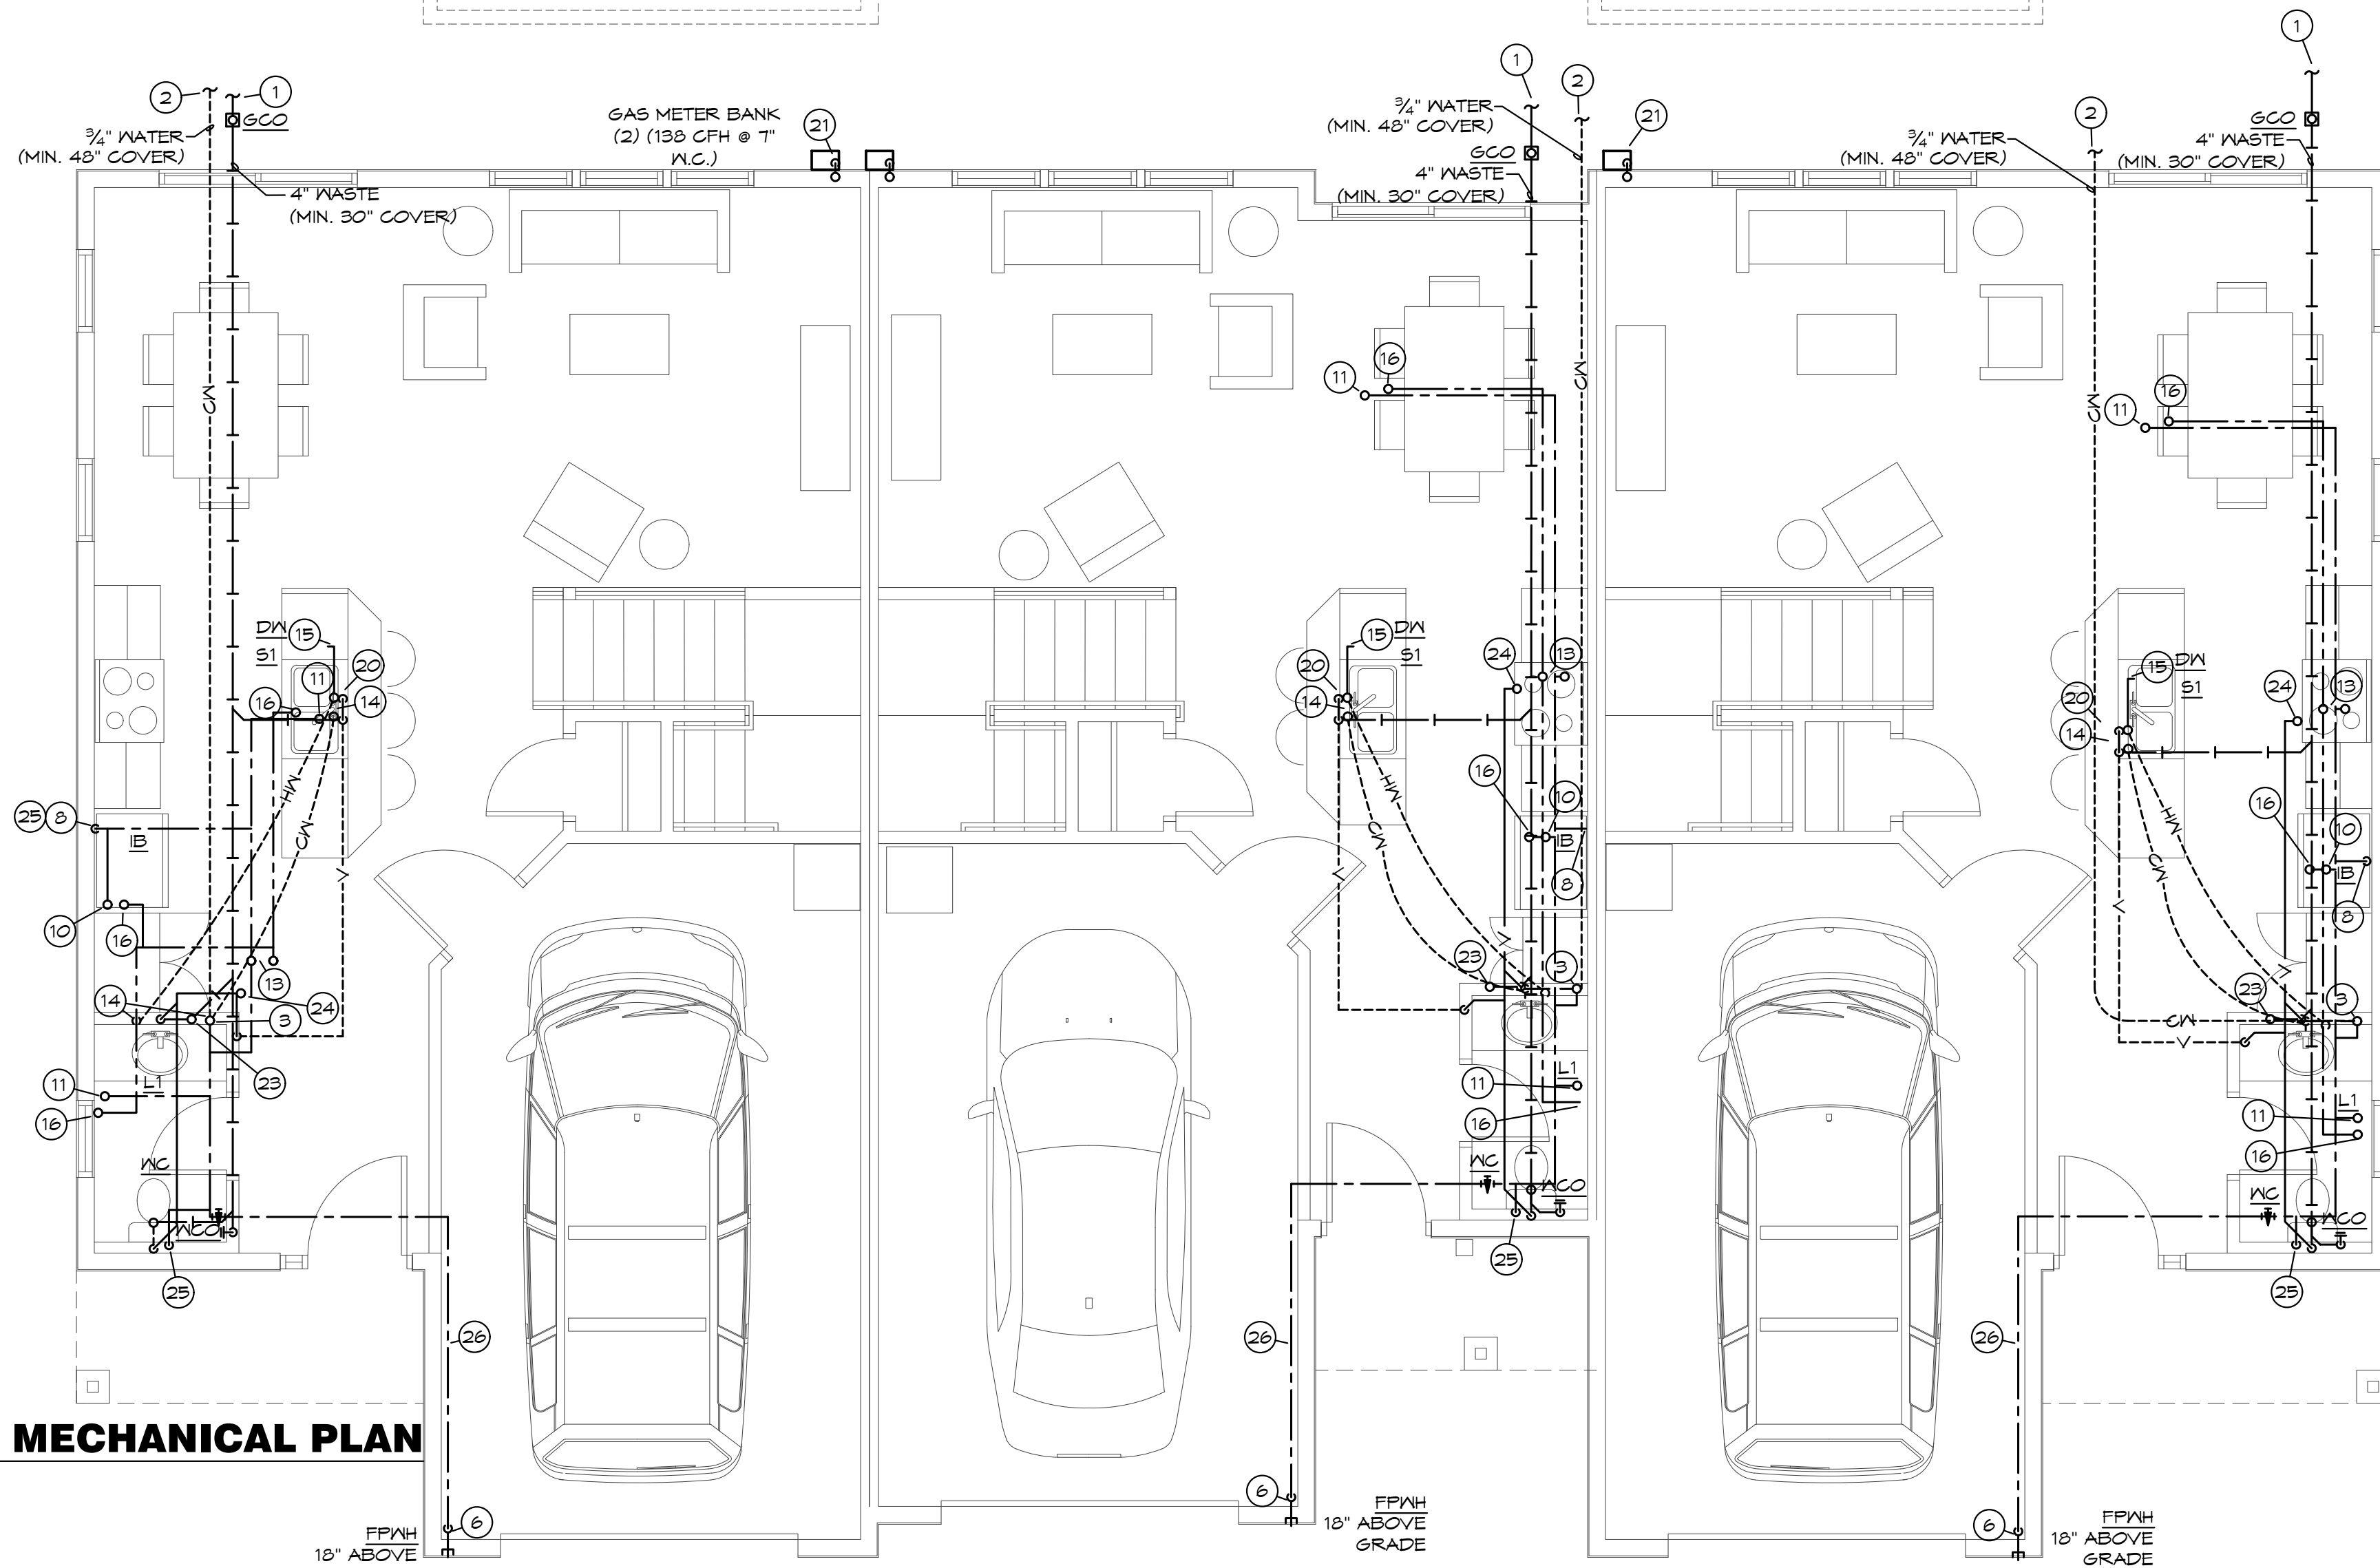 1
1
2
2
1
2
¾" WATER
(MIN. 48" COVER)
GCO
4" WASTE
(MIN. 30" COVER)
GAS METER BANK
(2) (138 CFH @ 7"
W.C.)
21
¾" WATER
(MIN. 48" COVER)
GCO
4" WASTE
(MIN. 30" COVER)
21
¾" WATER
(MIN. 48" COVER)
GCO
4" WASTE
(MIN. 30" COVER)
CW
CW
CW
11
16
11
16
DW
S1
15
11
20
16
14
HW
CW
V
25
8
IB
10
16
13
24
14
3
23
L1
11
16
WC
WCO
25
26
6
FPWH
18" ABOVE
15
DW
S1
20
14
24
13
HW
CW
V
16
10
IB
8
V
23
3
L1
11
16
WC
WCO
25
26
6
FPWH
18" ABOVE
GRADE
15
DW
S1
20
14
24
13
HW
CW
V
16
10
IB
8
V
23
3
CW
V
L1
11
16
WC
WCO
25
26
6
FPWH
18" ABOVE
GRADE
MECHANICAL PLAN